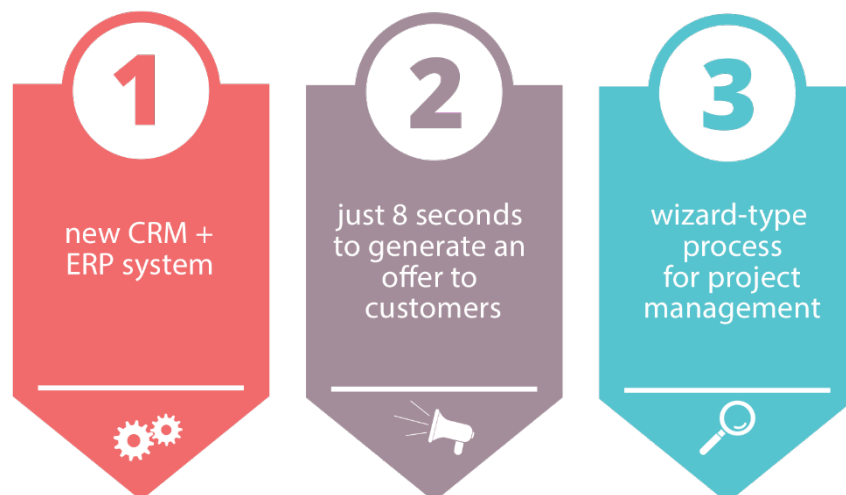 1
new CRM +
ERP system
2
just 8 seconds
to generate an
offer to
customers
3
wizard-type
process
for project
management